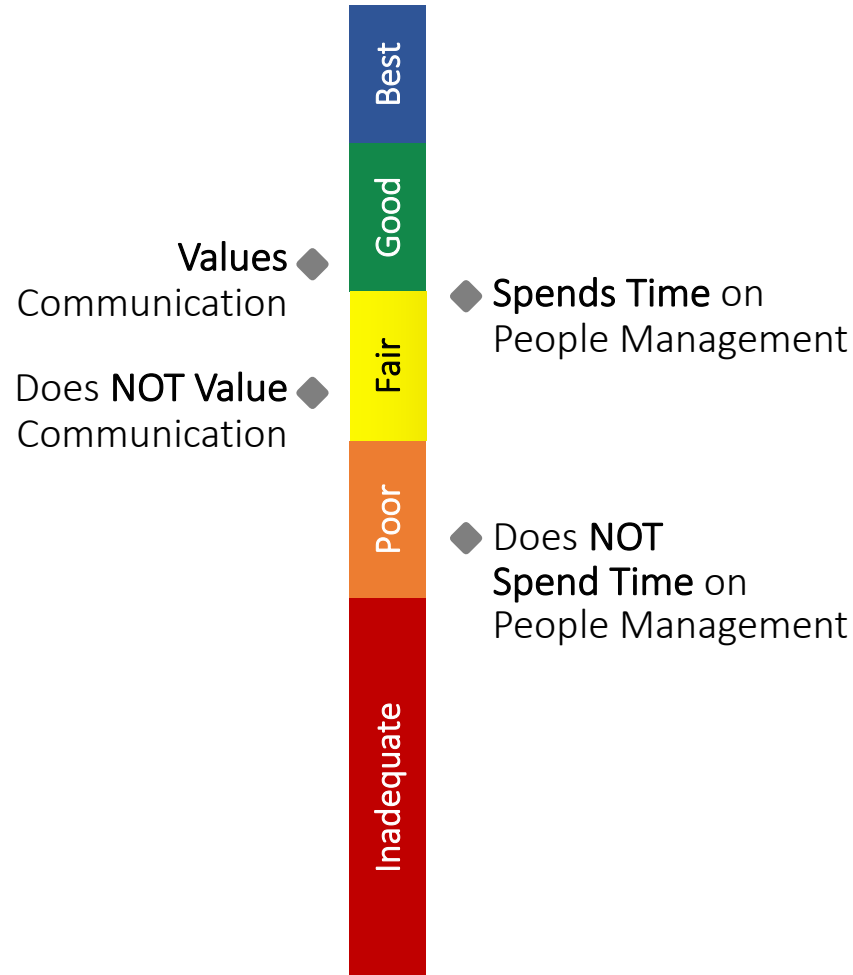 Best
Good
Values
Communication
Spends Time on
People Management
Fair
Does NOT Value
Communication
Poor
Does NOT
Spend Time on
People Management
Inadequate